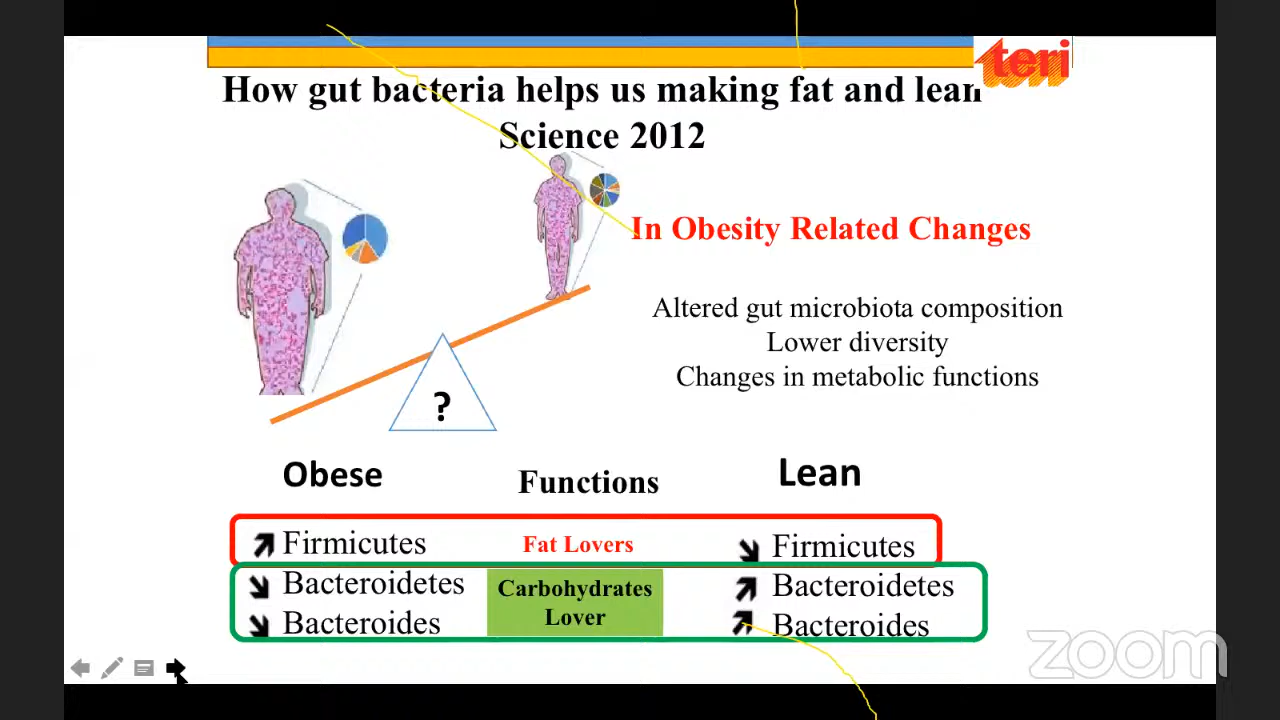 teri
How gut bacteria helps us making fat and lean
Science 2012
In Obesity Related Changes
Altered gut microbiota composition
Lower diversity
Changes in metabolic functions
?
Obese
Functions
Lean
Firmicutes
Fat Lovers
Firmicutes
Bacteroidetes
Carbohydrates
Lover
Bacteroidetes
Bacteroides
Bacteroides
zoom